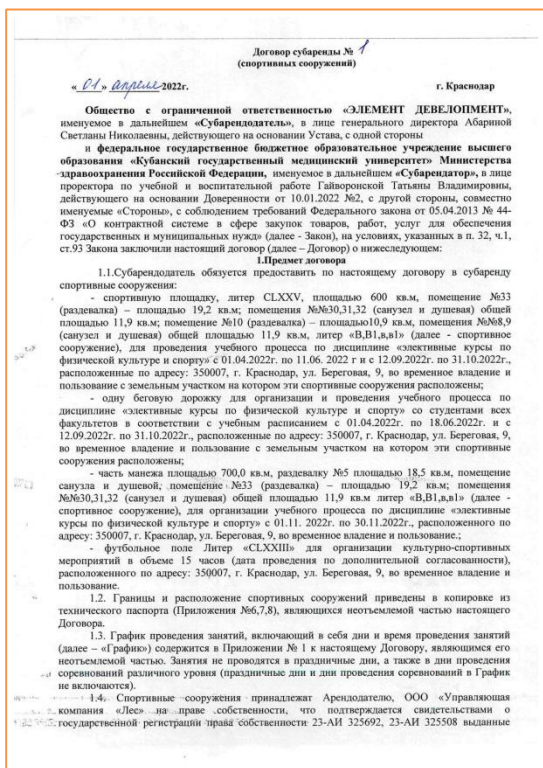 Договор субаренды № 1
(спортивных сооружений)
« 01 » апреля 2022г. г. Краснодар
Общество с ограниченной ответственностью «ЭЛЕМЕНТ ДЕВЕЛОПМЕНТ»,
именуемое в дальнейшем «Субарендодатель», в лице генерального директора Абариной
Светланы Николаевны, действующего на основании Устава, с одной стороны
и федеральное государственное бюджетное образовательное учреждение высшего
образования «Кубанский государственный медицинский университет» Министерства
здравоохранения Российской Федерации, именуемое в дальнейшем «Субарендатор», в лице
проректора по учебной и воспитательной работе Гайворонской Татьяны Владимировны,
действующего на основании Доверенности от 10.01.2022 №2, с другой стороны, совместно
именуемые «Стороны», с соблюдением требований Федерального закона от 05.04.2013 № 44-
ФЗ «О контрактной системе в сфере закупок товаров, работ, услуг для обеспечения
государственных и муниципальных нужд» (далее - Закон), на условиях, указанных в п. 32, ч.1,
ст.93 Закона заключили настоящий договор (далее – Договор) о нижеследующем:
1.Предмет договора
1.1.Субарендодатель обязуется предоставить по настоящему договору в субаренду
спортивные сооружения:
- спортивную площадку, литер CLXXV, площадью 600 кв.м, помещение №33
(раздевалка) – площадью 19,2 кв.м; помещения №№30,31,32 (санузел и душевая) общей
площадью 11,9 кв.м; помещение №10 (раздевалка) – площадью10,9 кв.м, помещения №№8,9
(санузел и душевая) общей площадью 11,9 кв.м, литер «В,В1,в,в1» (далее - спортивное
сооружение), для проведения учебного процесса по дисциплине «элективные курсы по
физической культуре и спорту» с 01.04.2022г. по 11.06. 2022 г и с 12.09.2022г. по 31.10.2022г.,
расположенные по адресу: 350007, г. Краснодар, ул. Береговая, 9, во временное владение и
пользование с земельным участком на котором эти спортивные сооружения расположены;
- одну беговую дорожку для организации и проведения учебного процесса по
дисциплине «элективные курсы по физической культуре и спорту» со студентами всех
факультетов в соответствии с учебным расписанием с 01.04.2022г. по 18.06.2022г. и с
12.09.2022г. по 31.10.2022г., расположенные по адресу: 350007, г. Краснодар, ул. Береговая, 9,
во временное владение и пользование с земельным участком на котором эти спортивные
сооружения расположены;
- часть манежа площадью 700,0 кв.м, раздевалку №5 площадью 18,5 кв.м, помещение
санузла и душевой, помещение №33 (раздевалка) – площадью 19,2 кв.м; помещения
№№30,31,32 (санузел и душевая) общей площадью 11,9 кв.м литер «В,В1,в,в1» (далее -
спортивное сооружение), для организации учебного процесса по дисциплине «элективные
курсы по физической культуре и спорту» с 01.11. 2022г. по 30.11.2022г., расположенного по
адресу: 350007, г. Краснодар, ул. Береговая, 9, во временное владение и пользование.;
- футбольное поле Литер «CLXXIII» для организации культурно-спортивных
мероприятий в объеме 15 часов (дата проведения по дополнительной согласованности),
расположенного по адресу: 350007, г. Краснодар, ул. Береговая, 9, во временное владение и
пользование.
1.2. Границы и расположение спортивных сооружений приведены в копировке из
технического паспорта (Приложения №6,7,8), являющихся неотъемлемой частью настоящего
Договора.
1.3. График проведения занятий, включающий в себя дни и время проведения занятий
(далее – «График») содержится в Приложении № 1 к настоящему Договору, являющимся его
неотъемлемой частью. Занятия не проводятся в праздничные дни, а также в дни проведения
соревнований различного уровня (праздничные дни и дни проведения соревнований в График
не включаются).
1.4. Спортивные сооружения принадлежат Арендодателю, ООО «Управляющая
компания «Лес» на праве собственности, что подтверждается свидетельствами о
государственной регистрации права собственности 23-АИ 325692, 23-АИ 325508 выданные